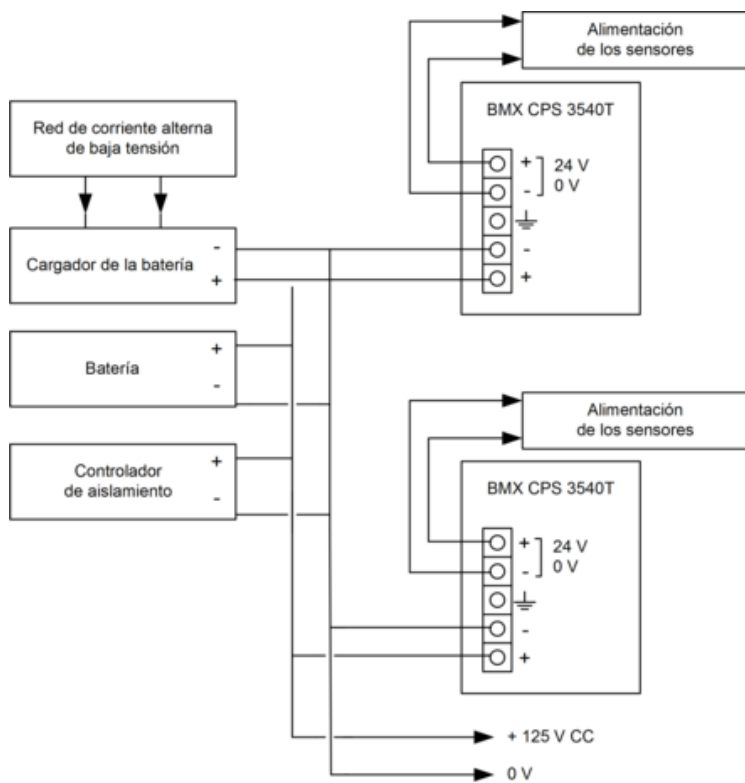 Alimentación
de los sensores
BMX CPS 3540T
Red de corriente alterna
de baja tensión
+ 24 V
- 0 V
-
+
Cargador de la batería
-
+
Batería
+
-
Alimentación
de los sensores
Controlador
de aislamiento
+
-
BMX CPS 3540T
+ 24 V
- 0 V
-
+
+ 125 V CC
0 V